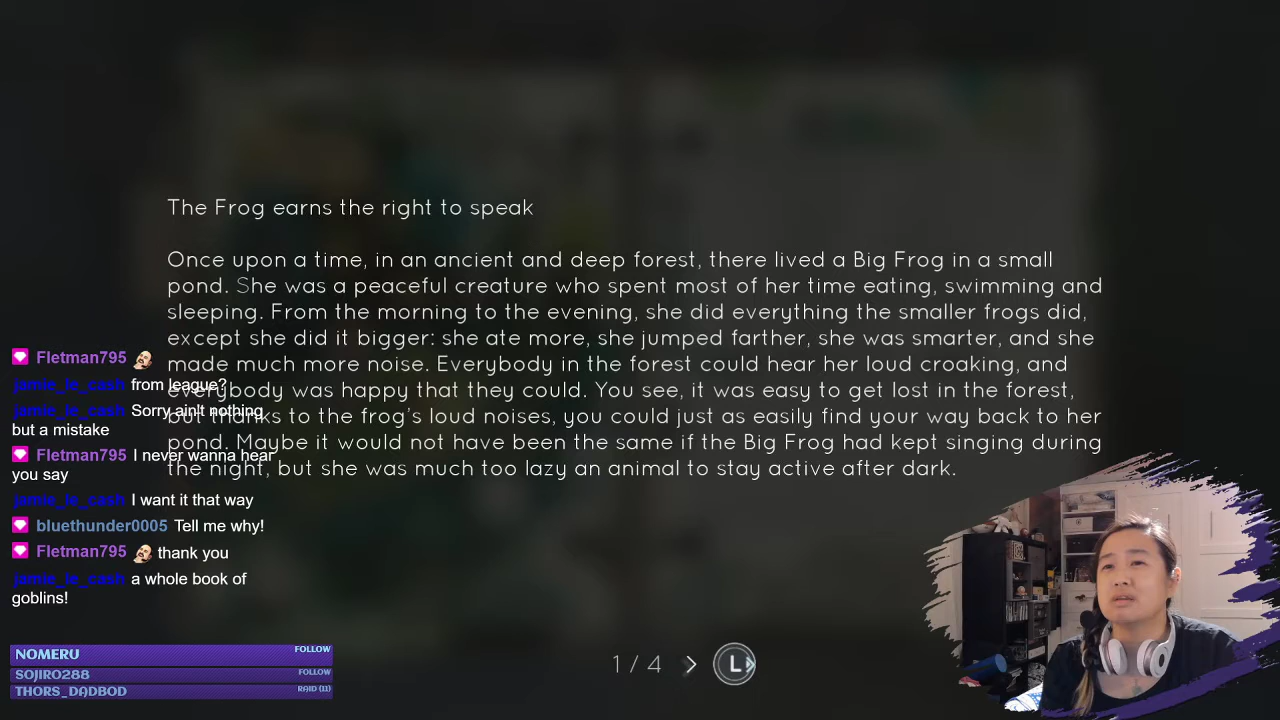 The Frog earns the right to speak
Once upon a time, in an ancient and deep forest, there lived a Big Frog in a small
pond. She was a peaceful creature who spent most of her time eating, swimming and
sleeping. From the morning to the evening, she did everything the smaller frogs did,
except she did it bigger: she ate more, she jumped farther, she was smarter, and she
made much more noise. Everybody in the forest could hear her loud croaking, and
everybody was happy that they could. You see, it was easy to get lost in the forest,
but thanks to the frog's loud noises, you could just as easily find your way back to her
pond. Maybe it would not have been the same if the Big Frog had kept singing during
the night, but she was much too lazy an animal to stay active after dark.
Fletman795
jamie_le_cash from league?
jamie_le_cash Sorry ain't nothing
but a mistake
Fletman795 I never wanna hear
you say
jamie_le_cash I want it that way
bluethunder0005 Tell me why!
Fletman795 thank you
jamie_le_cash a whole book of
goblins!
NOMERU FOLLOW
SOJIRO288 FOLLOW
THORS_DADBOD RAID (11)
1 / 4 > L